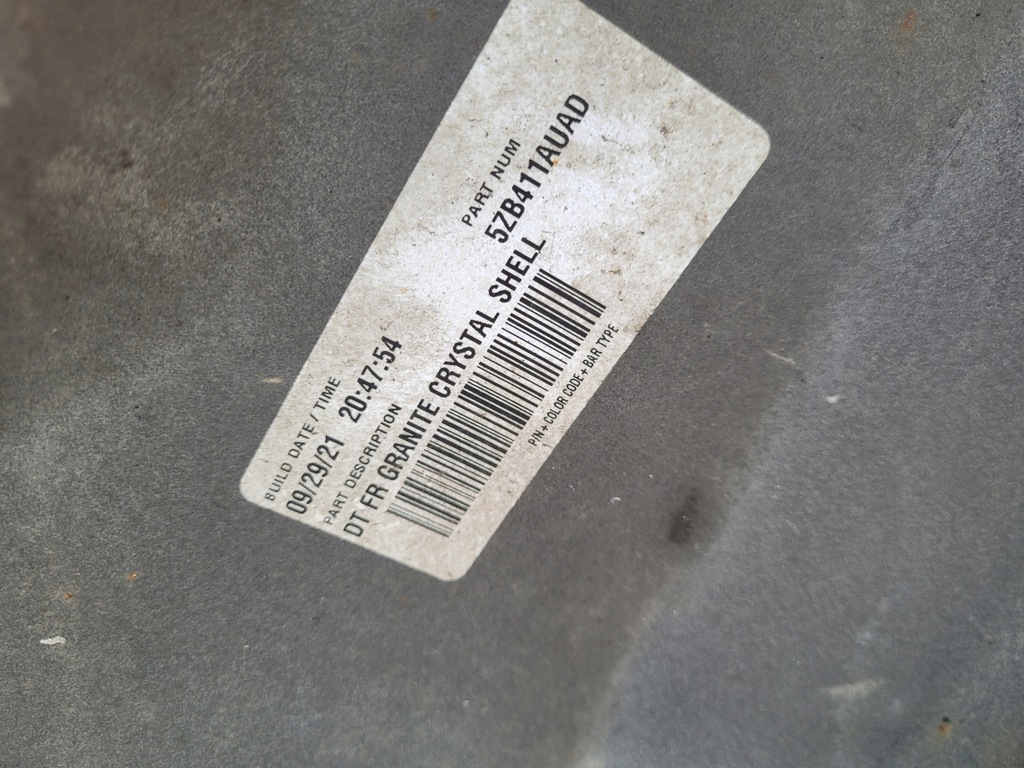 BUILD DATE / TIME
09/29/21 20:47:54
PART NUM
5ZB411AUAD
PART DESCRIPTION
DT FR GRANITE CRYSTAL SHELL
P/N + COLOR CODE + BAR TYPE